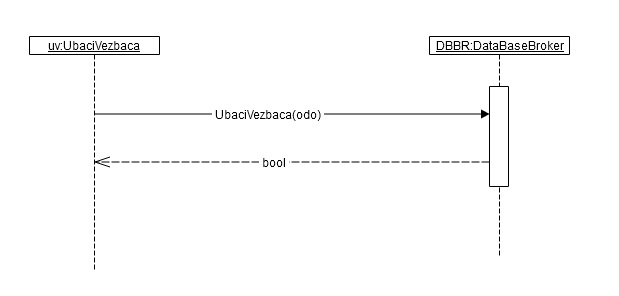 uv:UbaciVezbaca
DBBR:DataBaseBroker
UbaciVezbaca(odo)
bool